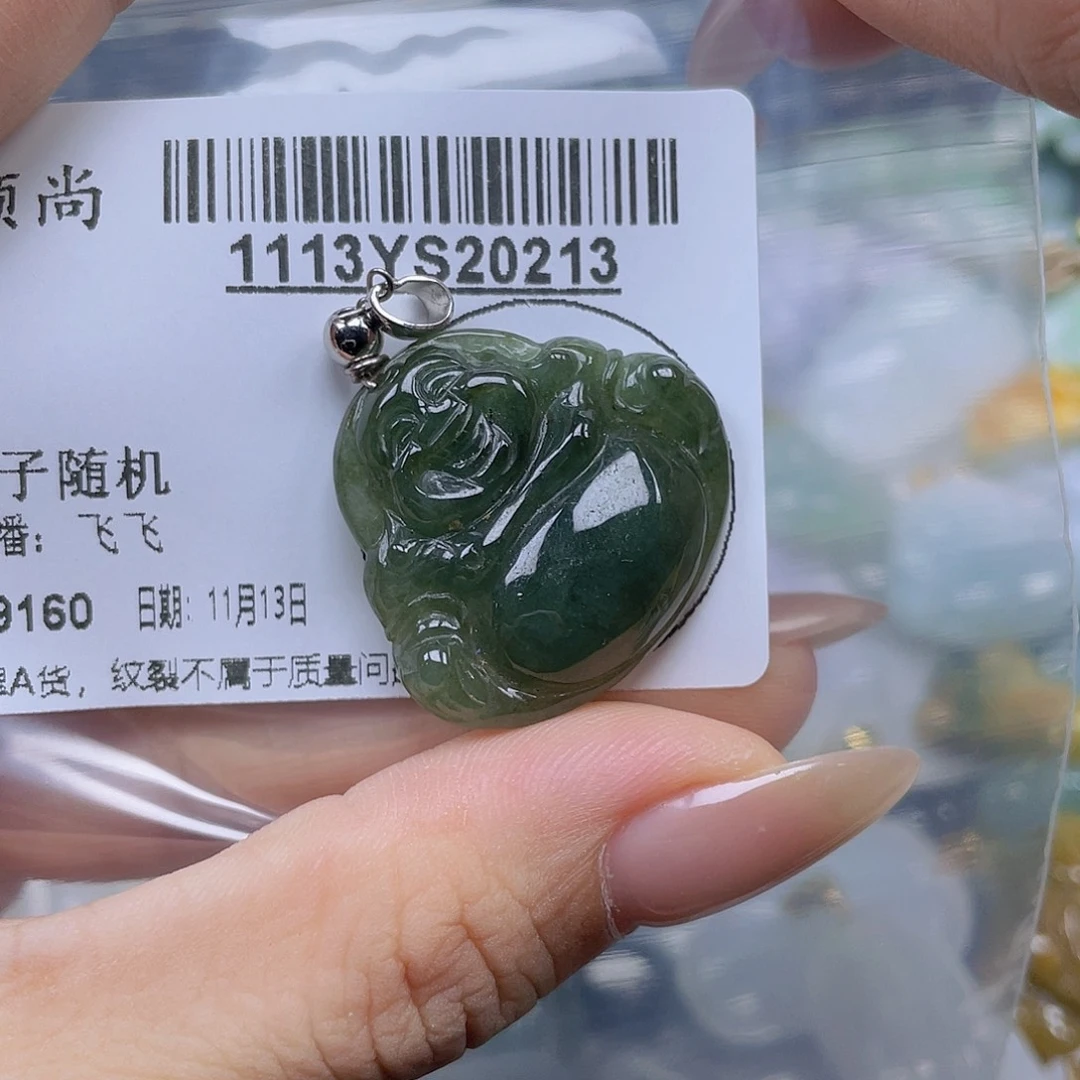 尚
1113YS20213
子随机
播: 飞飞
9160 日期: 11月13日
A货，纹裂不属于质量问